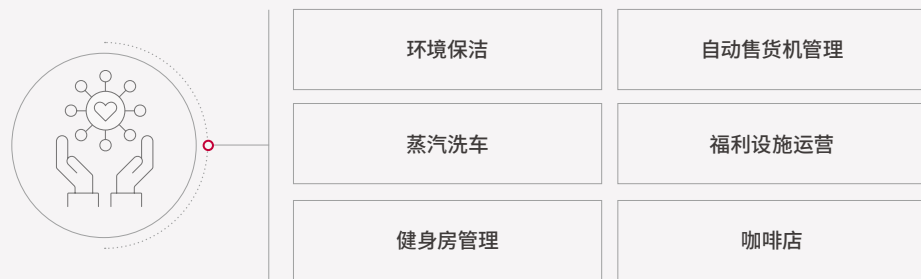 环境保洁
自动售货机管理
蒸汽洗车
福利设施运营
健身房管理
咖啡店